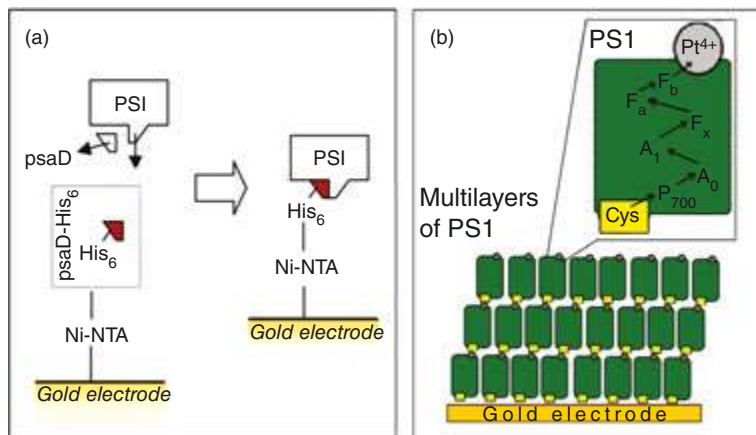 (a)
PSI
psaD
psaD-His6
His6
Ni-NTA
Gold electrode
PSI
His6
Ni-NTA
Gold electrode
(b)
PS1
Pt4+
Fb
Fa
Fx
A1
A0
P700
Cys
Multilayers
of PS1
Gold electrode